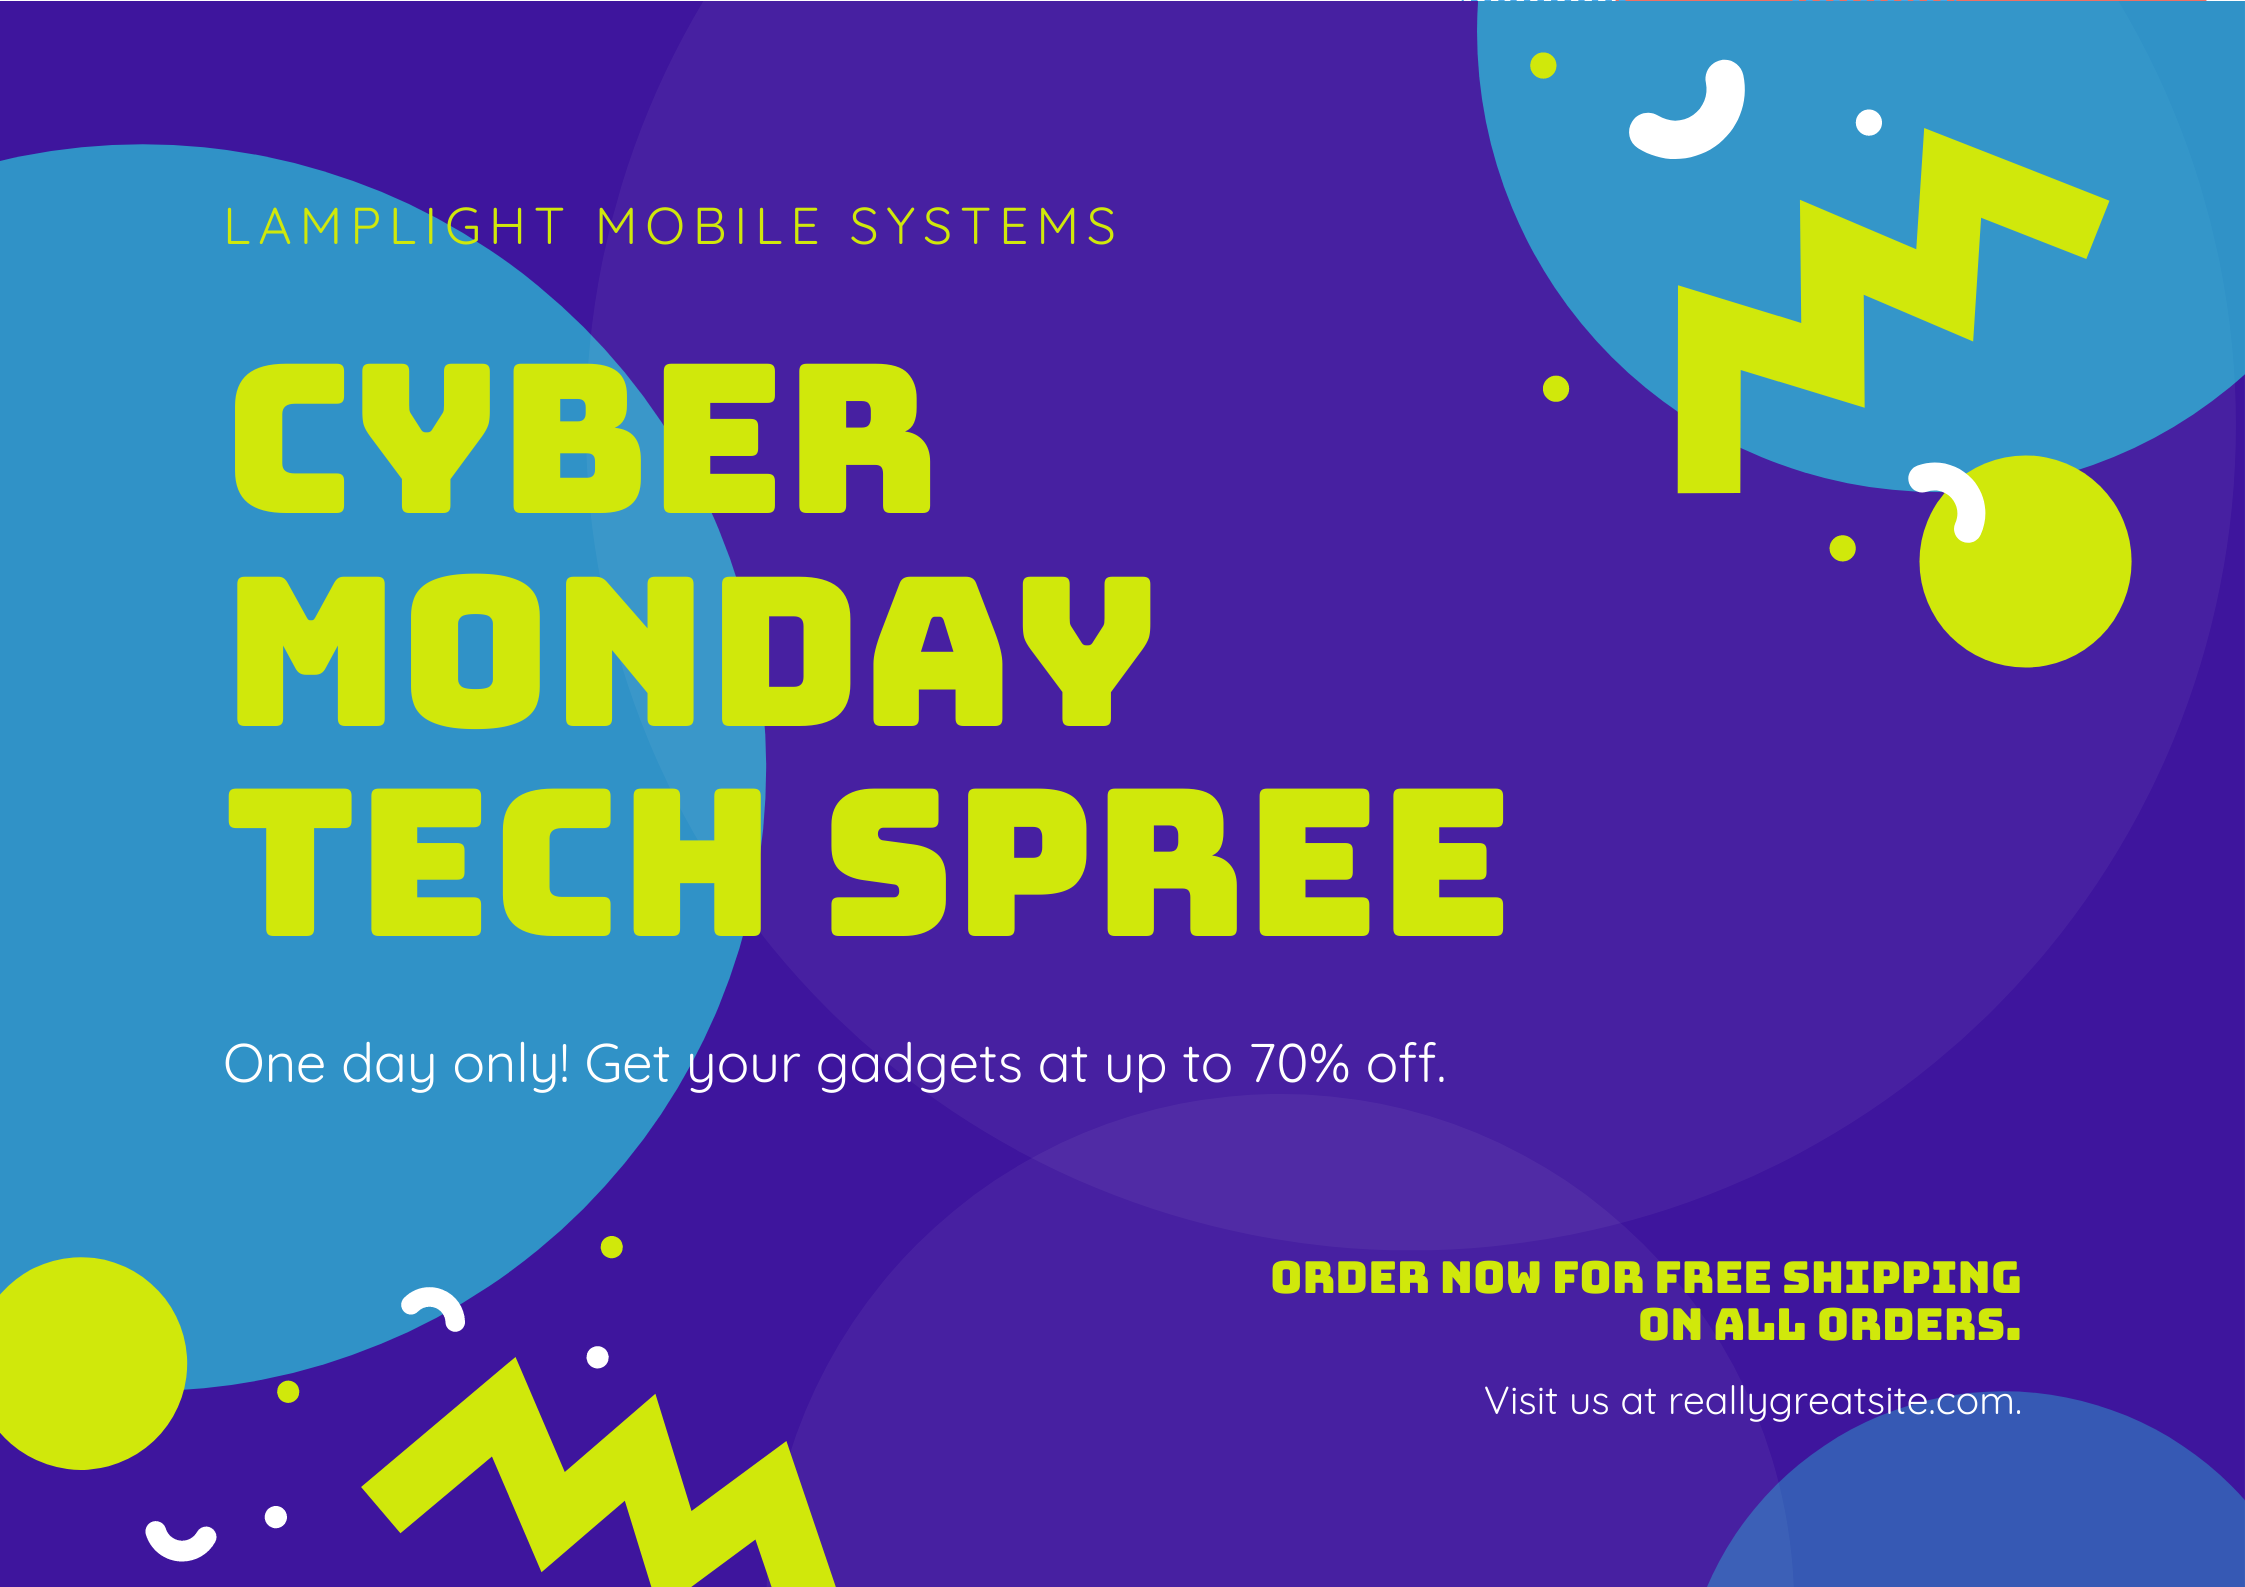 LAMPLIGHT MOBILE SYSTEMS
CYBER
MONDAY
TECH SPREE
One day only! Get your gadgets at up to 70% off.
ORDER NOW FOR FREE SHIPPING
ON ALL ORDERS.
Visit us at reallygreatsite.com.